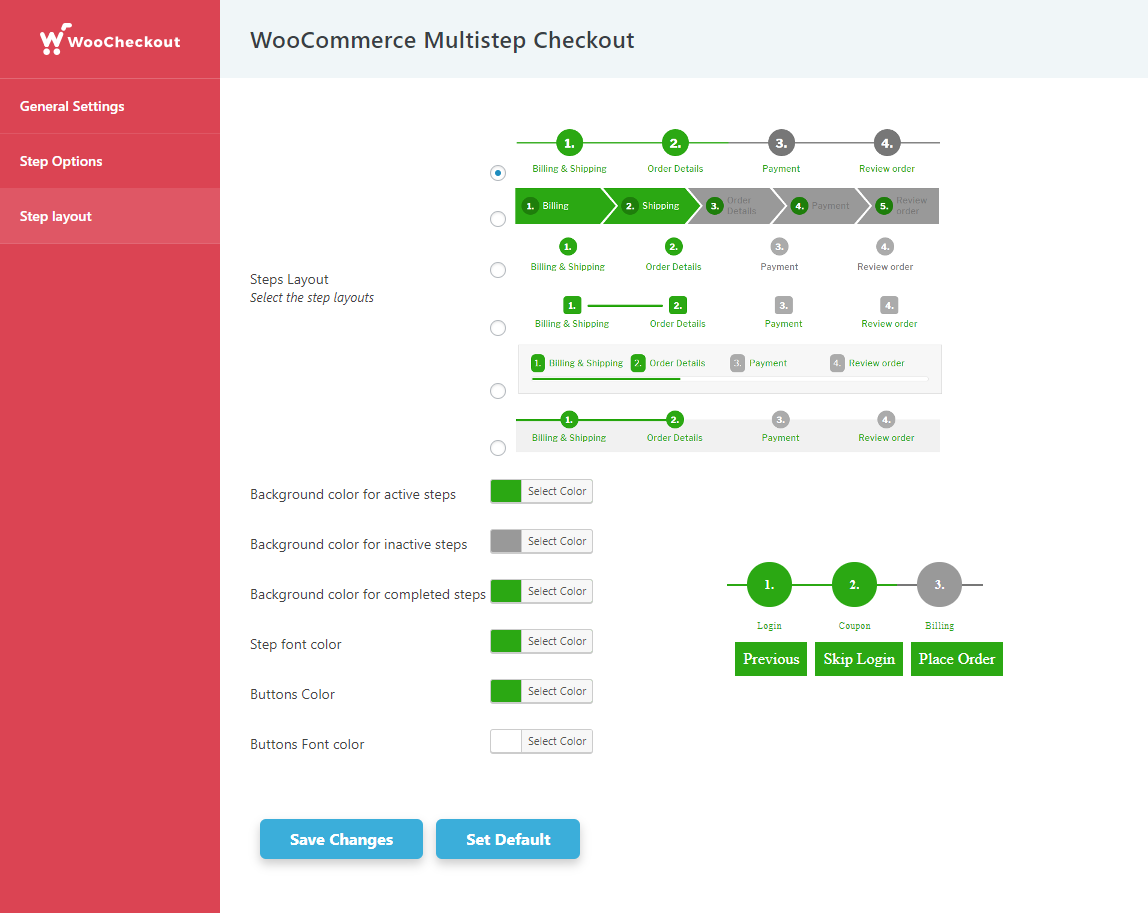 WooCheckout
WooCommerce Multistep Checkout
General Settings
Step Options
Step layout
1. 2. 3. 4.
Billing & Shipping Order Details Payment Review order
1. Billing 2. Shipping 3. Order Details 4. Payment 5. Review order
1. 2. 3. 4.
Billing & Shipping Order Details Payment Review order
Steps Layout
Select the step layouts
1. 2. 3. 4.
Billing & Shipping Order Details Payment Review order
1. Billing & Shipping 2. Order Details 3. Payment 4. Review order
1. 2. 3. 4.
Billing & Shipping Order Details Payment Review order
Background color for active steps Select Color
Background color for inactive steps Select Color
Background color for completed steps Select Color
Step font color Select Color
Buttons Color Select Color
Buttons Font color Select Color
1. 2. 3.
Login Coupon Billing
Previous Skip Login Place Order
Save Changes Set Default